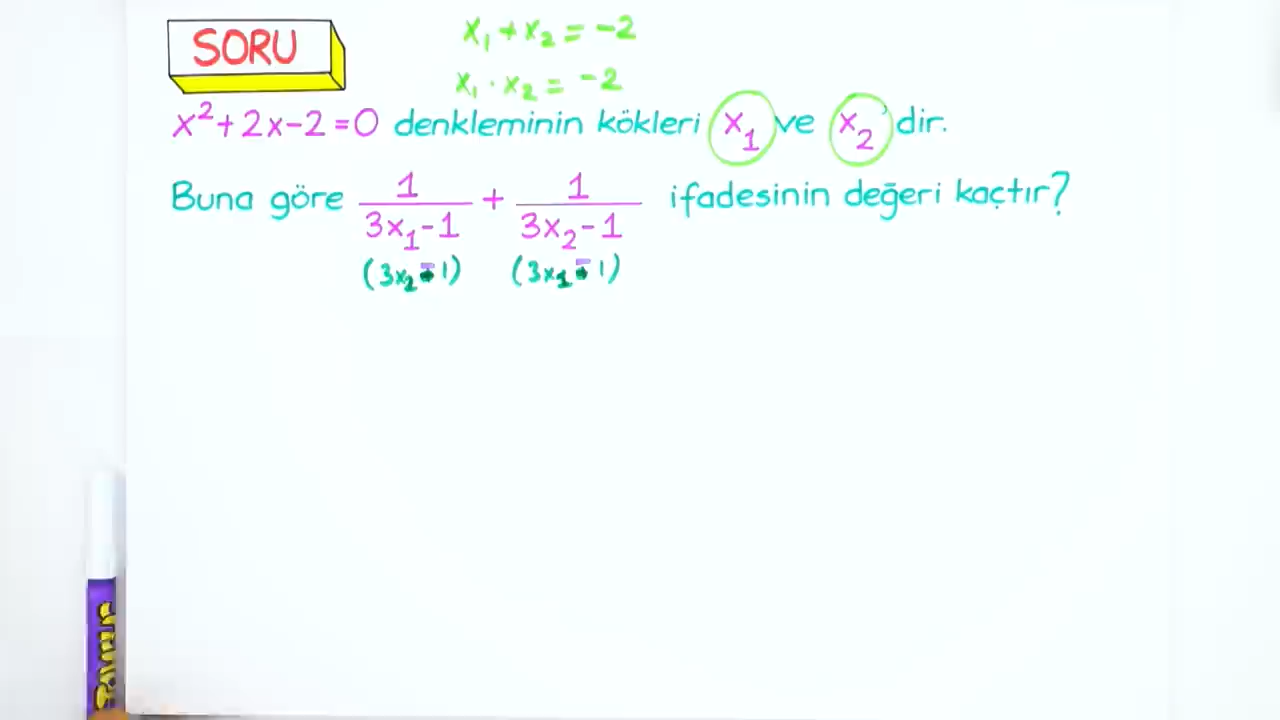 SORU
x₁ + x₂ = -2
x₁ · x₂ = -2
x²+2x-2=0 denkleminin kökleri x₁ ve x₂'dir.
Buna göre 1/(3x₁-1) + 1/(3x₂-1) ifadesinin değeri kaçtır?
(3x₂-1) (3x₁-1)